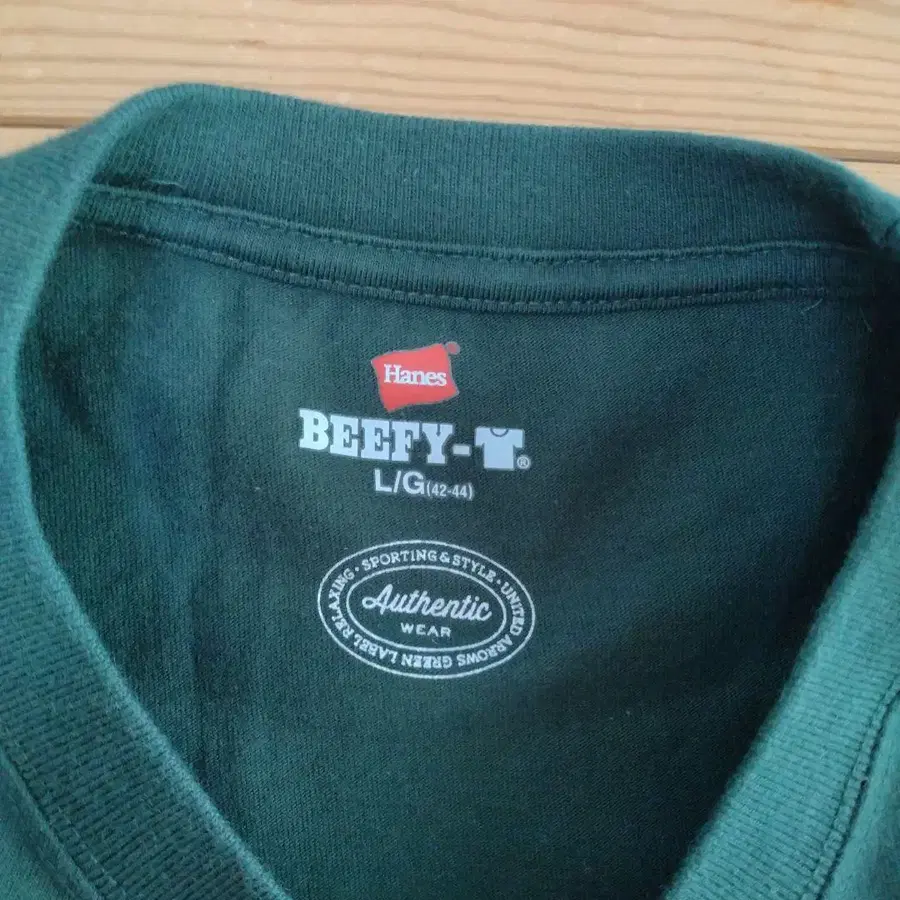 Hanes
BEEFY-T®
L/G(42-44)
· SPORTING & STYLE · UNITED ARROWS GREEN LABEL RELAXING
Authentic
WEAR